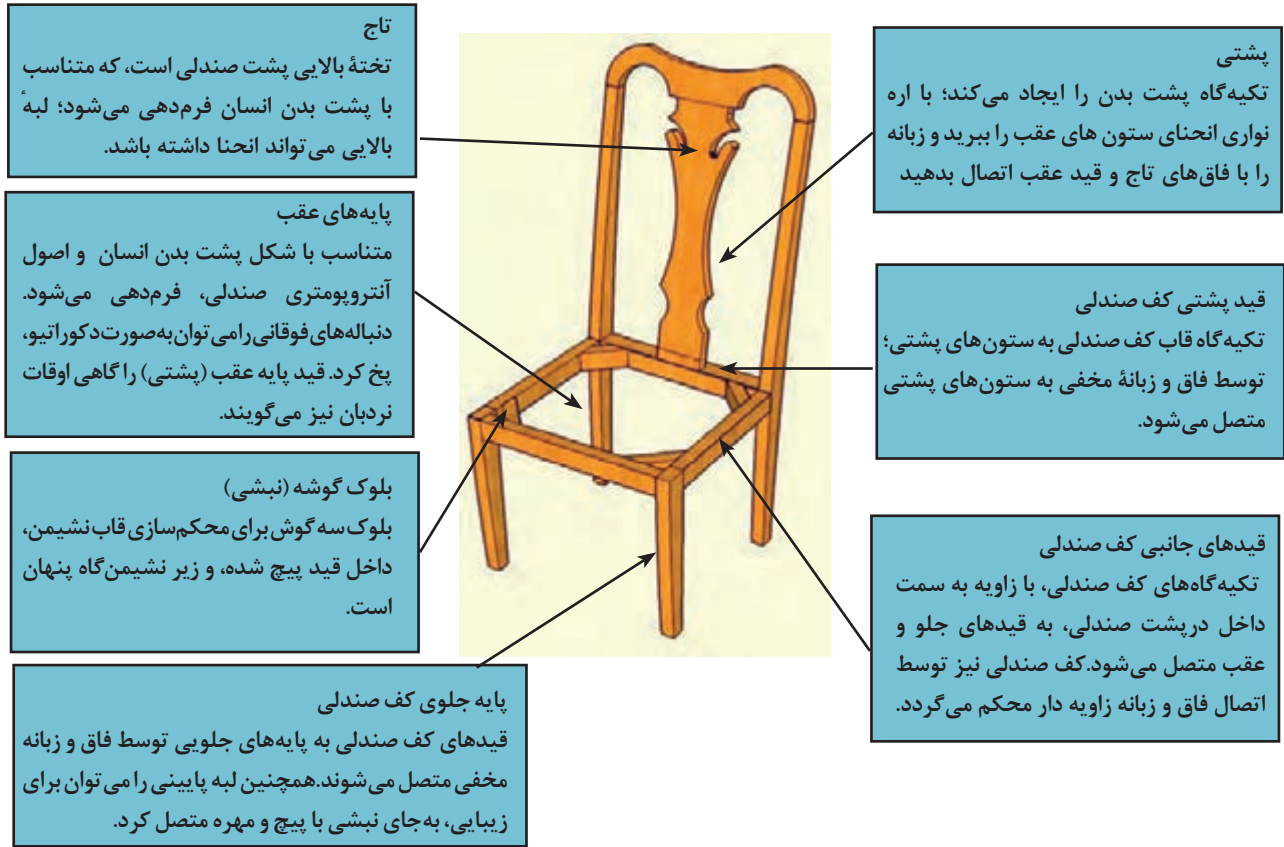 تاج
تختهٔ بالایی پشت صندلی است، که متناسب
با پشت بدن انسان فرم‌دهی می‌شود؛ لبهٔ
بالایی می‌تواند انحنا داشته باشد.
پشتی
تکیه‌گاه پشت بدن را ایجاد می‌کند؛ با اره
نواری انحنای ستون های عقب را ببرید و زبانه
را با فاق‌های تاج و قید عقب اتصال بدهید
پایه‌های عقب
متناسب با شکل پشت بدن انسان و اصول
آنتروپومتری صندلی، فرم‌دهی می‌شود.
دنباله‌های فوقانی رامی‌توان به‌صورت دکوراتیو،
پخ کرد. قید پایه عقب (پشتی) را گاهی اوقات
نردبان نیز می‌گویند.
قید پشتی کف صندلی
تکیه‌گاه قاب کف صندلی به ستون‌های پشتی؛
توسط فاق و زبانهٔ مخفی به ستون‌های پشتی
متصل می‌شود.
بلوک گوشه (نبشی)
بلوک سه گوش برای محکم‌سازی قاب نشیمن،
داخل قید پیچ شده، و زیر نشیمن‌گاه پنهان
است.
قیدهای جانبی کف صندلی
تکیه‌گاه‌های کف صندلی، با زاویه به سمت
داخل درپشت صندلی، به قیدهای جلو و
عقب متصل می‌شود.کف صندلی نیز توسط
اتصال فاق و زبانه زاویه دار محکم می‌گردد.
پایه جلوی کف صندلی
قیدهای کف صندلی به پایه‌های جلویی توسط فاق و زبانه
مخفی متصل می‌شوند.همچنین لبه پایینی را می‌توان برای
زیبایی، به‌جای نبشی با پیچ و مهره متصل کرد.